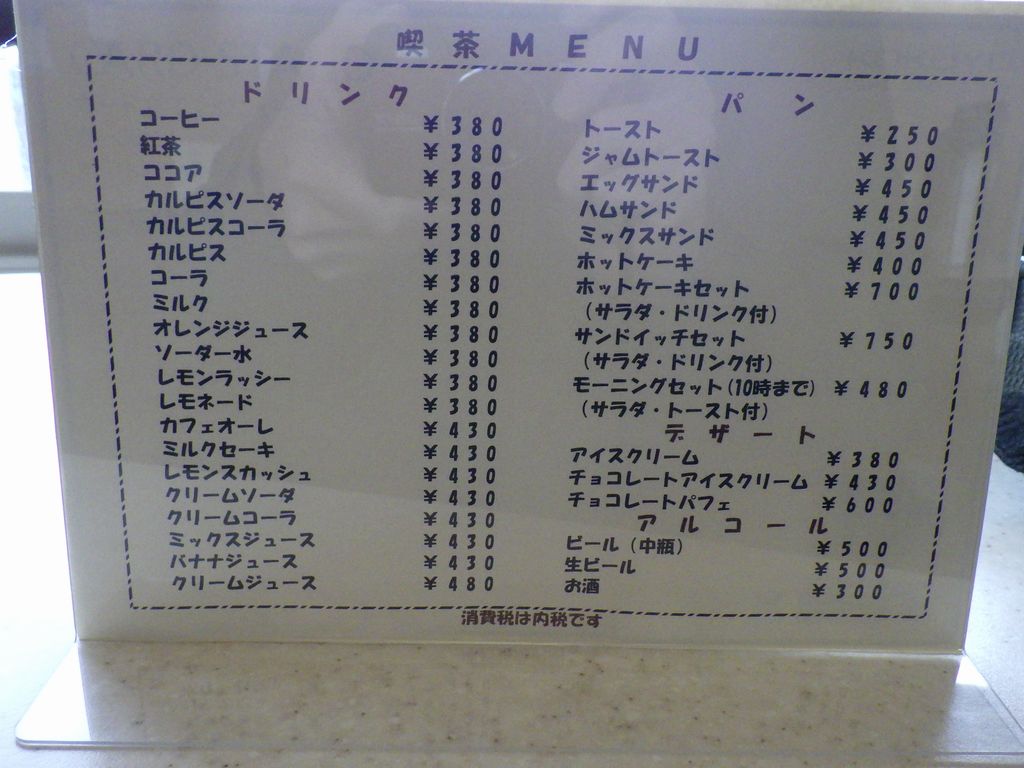 喫茶MENU
ドリンク
コーヒー ¥380
紅茶 ¥380
ココア ¥380
カルピスソーダ ¥380
カルピスコーラ ¥380
カルピス ¥380
コーラ ¥380
ミルク ¥380
オレンジジュース ¥380
ソーダー水 ¥380
レモンラッシー ¥380
レモネード ¥380
カフェオーレ ¥430
ミルクセーキ ¥430
レモンスカッシュ ¥430
クリームソーダ ¥430
クリームコーラ ¥430
ミックスジュース ¥430
バナナジュース ¥430
クリームジュース ¥480
パン
トースト ¥250
ジャムトースト ¥300
エッグサンド ¥450
ハムサンド ¥450
ミックスサンド ¥450
ホットケーキ ¥400
ホットケーキセット ¥700
(サラダ・ドリンク付)
サンドイッチセット ¥750
(サラダ・ドリンク付)
モーニングセット(10時まで) ¥480
(サラダ・トースト付)
デザート
アイスクリーム ¥380
チョコレートアイスクリーム ¥430
チョコレートパフェ ¥600
アルコール
ビール(中瓶) ¥500
生ビール ¥500
お酒 ¥300
消費税は内税です